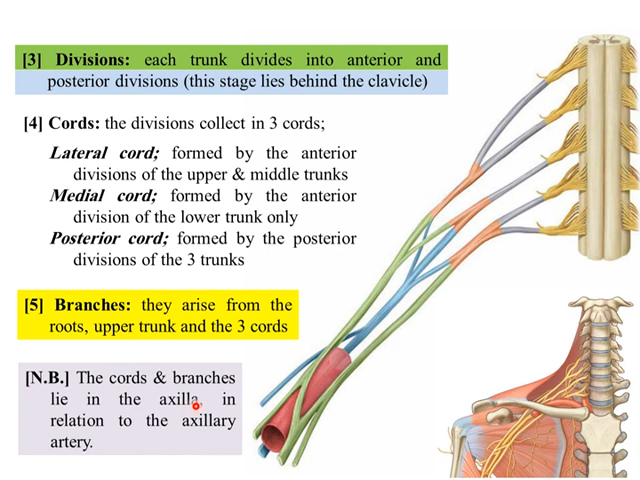 [3] Divisions: each trunk divides into anterior and
posterior divisions (this stage lies behind the clavicle)
[4] Cords: the divisions collect in 3 cords;
Lateral cord; formed by the anterior
divisions of the upper & middle trunks
Medial cord; formed by the anterior
division of the lower trunk only
Posterior cord; formed by the posterior
divisions of the 3 trunks
[5] Branches: they arise from the
roots, upper trunk and the 3 cords
[N.B.] The cords & branches
lie in the axilla, in
relation to the axillary
artery.